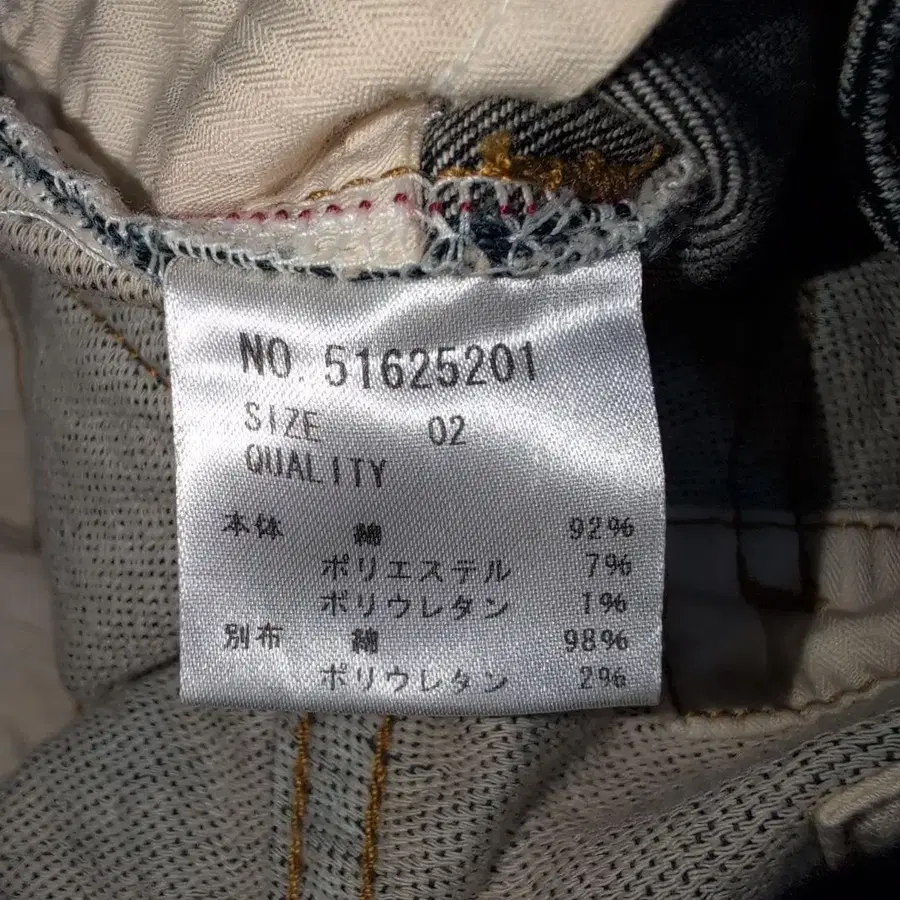 NO. 51625201
SIZE 02
QUALITY
本体 綿 92%
ポリエステル 7%
ポリウレタン 1%
別布 綿 98%
ポリウレタン 2%